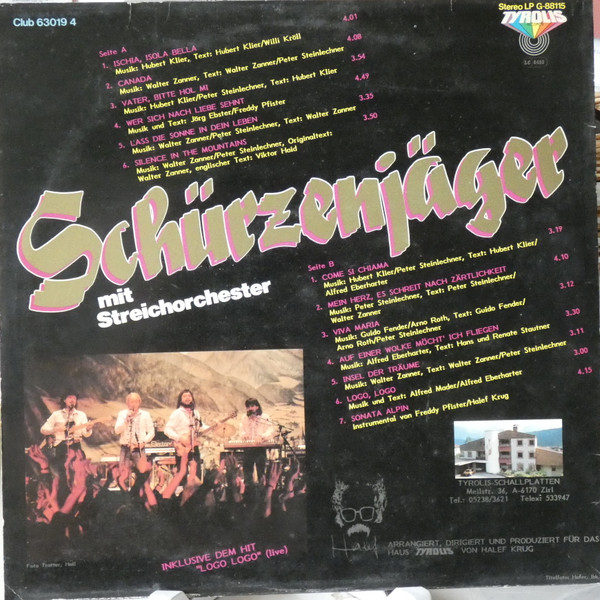 Club 63019 4
Stereo LP G-88115
TYROLIS
LC 8105
Seite A
1. ISCHIA, ISOLA BELLA 4.01
Musik: Hubert Klier, Text: Hubert Klier/Willi Kröll
2. CANADA 4.08
Musik: Walter Zanner, Text: Walter Zanner/Peter Steinlechner
3. VATER, BITTE HOL MI 3.54
Musik: Hubert Klier/Peter Steinlechner, Text: Hubert Klier
4. WER SICH NACH LIEBE SEHNT 4.49
Musik und Text: Jörg Ebster/Freddy Pfister
5. LASS DIE SONNE IN DEIN LEBEN 3.35
Musik: Walter Zanner/Peter Steinlechner, Text: Walter Zanner
6. SILENCE IN THE MOUNTAINS 3.50
Musik: Walter Zanner/Peter Steinlechner, Originaltext:
Walter Zanner, englischer Text: Viktor Hold
Schürzenjäger
mit
Streichorchester
Seite B
1. COME SI CHIAMA 3.19
Musik: Hubert Klier/Peter Steinlechner, Text: Hubert Klier/
Alfred Eberharter
2. MEIN HERZ, ES SCHREIT NACH ZÄRTLICHKEIT 4.10
Musik: Peter Steinlechner, Text: Peter Steinlechner/
Walter Zanner
3. VIVA MARIA 3.12
Musik: Guido Fender/Arno Roth, Text: Guido Fender/
Arno Roth/Peter Steinlechner
4. AUF EINER WOLKE MÖCHT' ICH FLIEGEN 3.30
Musik: Alfred Eberharter, Text: Hans und Renate Stautner
5. INSEL DER TRÄUME 3.11
Musik: Walter Zanner, Text: Walter Zanner/Peter Steinlechner
6. LOGO, LOGO 3.00
Musik und Text: Alfred Mader/Alfred Eberharter
7. SONATA ALPIN 4.15
Instrumental von Freddy Pfister/Halef Krug
TYROLIS-SCHALLPLATTEN
Meilstr. 36, A-6170 Zirl
Tel.: 05238/3621 Telex: 533947
INKLUSIVE DEM HIT
"LOGO LOGO" (live)
ARRANGIERT, DIRIGIERT UND PRODUZIERT FÜR DAS
HAUS TYROLIS VON HALEF KRUG